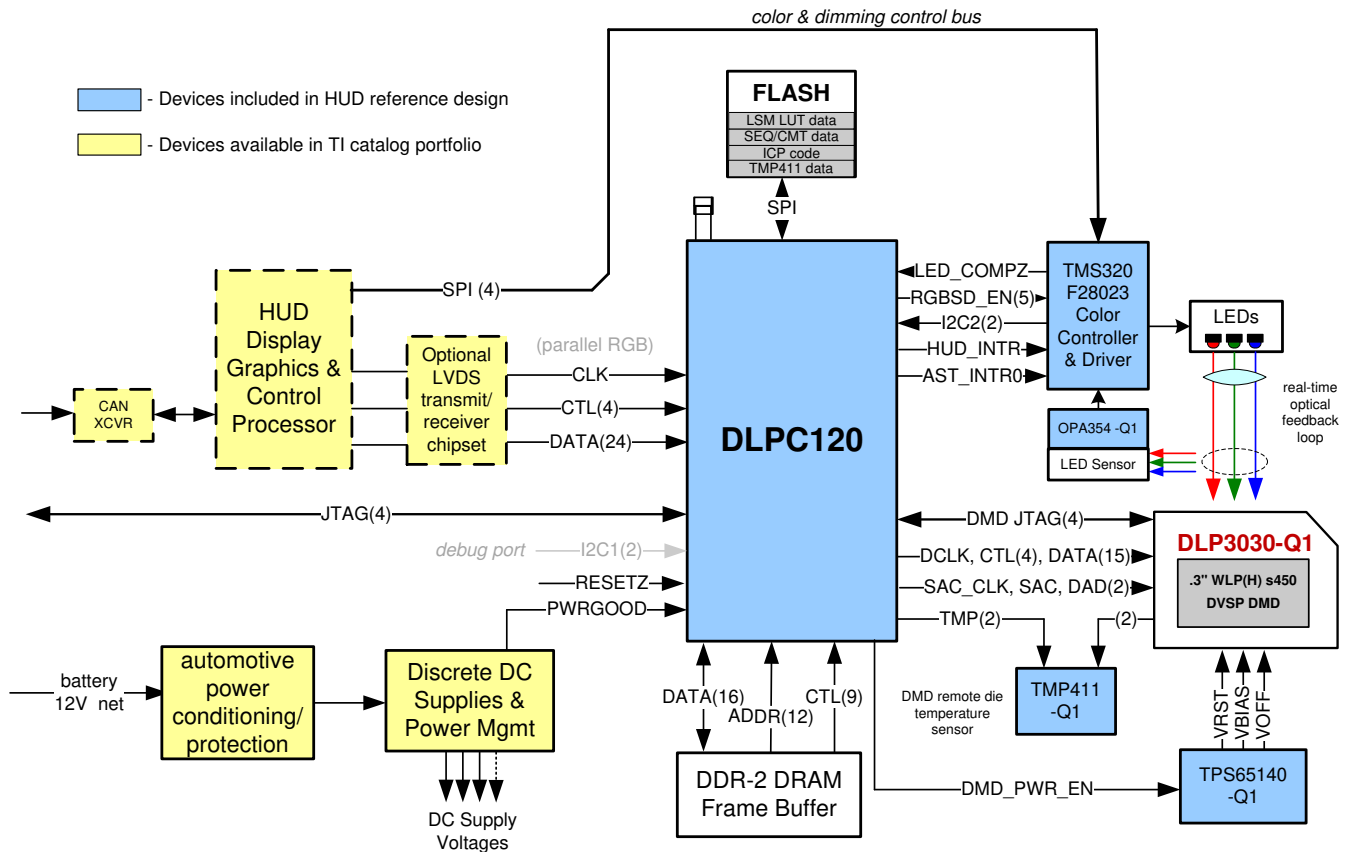 color & dimming control bus
- Devices included in HUD reference design
- Devices available in TI catalog portfolio
FLASH
LSM LUT data
SEQ/CMT data
ICP code
TMP411 data
SPI
SPI (4)
HUD
Display
Graphics &
Control
Processor
CAN
XCVR
Optional
LVDS
transmit/
receiver
chipset
(parallel RGB)
CLK
CTL(4)
DATA(24)
DLPC120
LED_COMPZ
RGBSD_EN(5)
I2C2(2)
HUD_INTR
AST_INTR0
TMS320
F28023
Color
Controller
& Driver
OPA354 -Q1
LED Sensor
LEDs
real-time
optical
feedback
loop
JTAG(4)
debug port
I2C1(2)
RESETZ
PWRGOOD
DMD JTAG(4)
DCLK, CTL(4), DATA(15)
SAC_CLK, SAC, DAD(2)
TMP(2)
(2)
DLP3030-Q1
.3" WLP(H) s450
DVSP DMD
battery
12V net
automotive
power
conditioning/
protection
Discrete DC
Supplies &
Power Mgmt
DC Supply
Voltages
DATA(16)
ADDR(12)
CTL(9)
DDR-2 DRAM
Frame Buffer
DMD remote die
temperature
sensor
TMP411
-Q1
VRST
VBIAS
VOFF
DMD_PWR_EN
TPS65140
-Q1